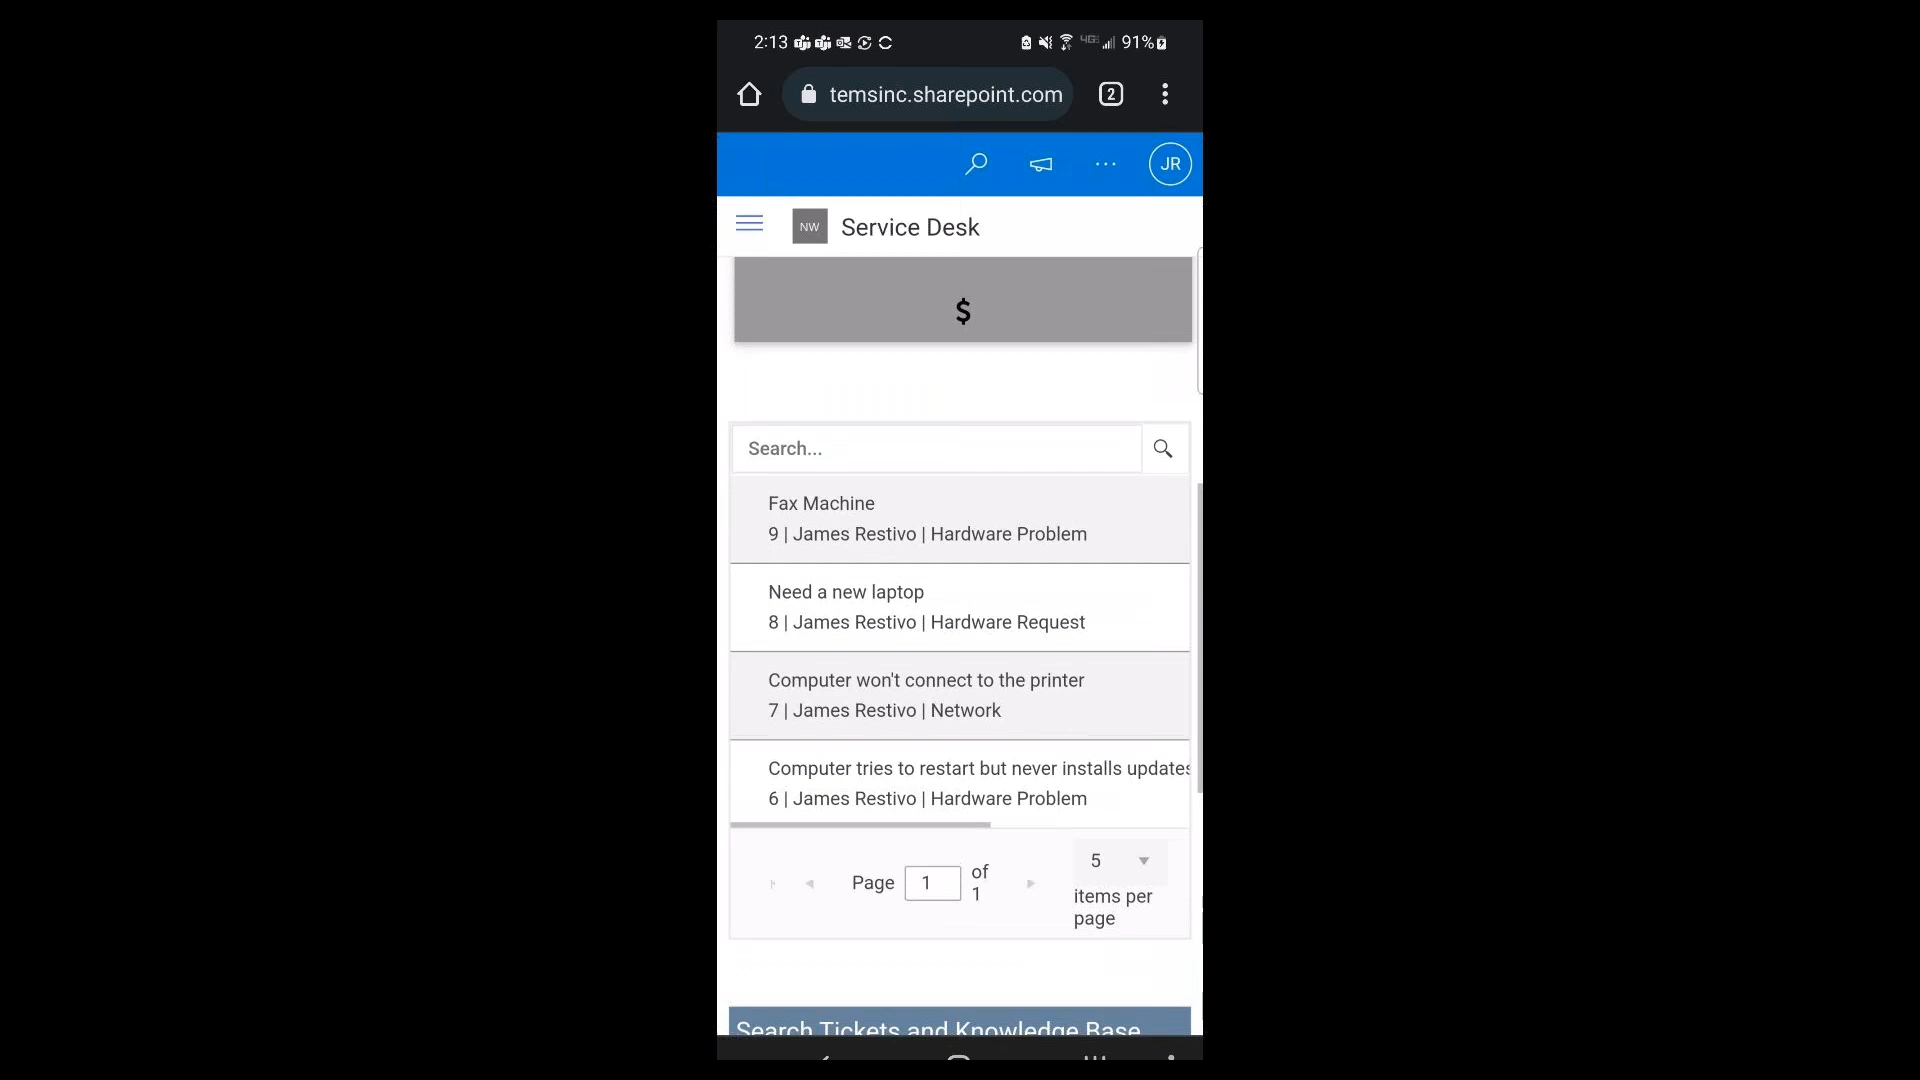 2:13 91%
temsinc.sharepoint.com 2
JR
NW Service Desk
$
Search...
Fax Machine
9 | James Restivo | Hardware Problem
Need a new laptop
8 | James Restivo | Hardware Request
Computer won't connect to the printer
7 | James Restivo | Network
Computer tries to restart but never installs updates
6 | James Restivo | Hardware Problem
Page 1 of 1
5
items per
page
Search Tickets and Knowledge Base